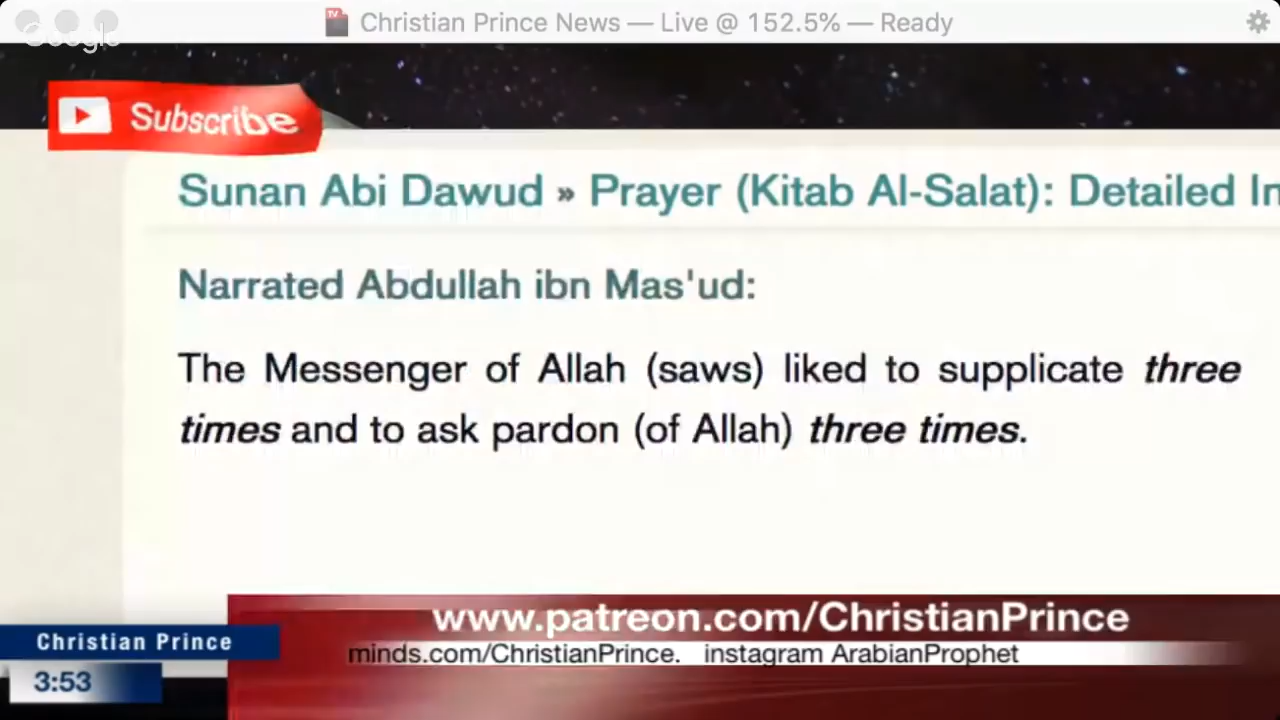 Christian Prince News — Live @ 152.5% — Ready
Google
Subscribe
Sunan Abi Dawud » Prayer (Kitab Al-Salat): Detailed In
Narrated Abdullah ibn Mas'ud:
The Messenger of Allah (saws) liked to supplicate three
times and to ask pardon (of Allah) three times.
www.patreon.com/ChristianPrince
Christian Prince
minds.com/ChristianPrince. instagram ArabianProphet
3:53